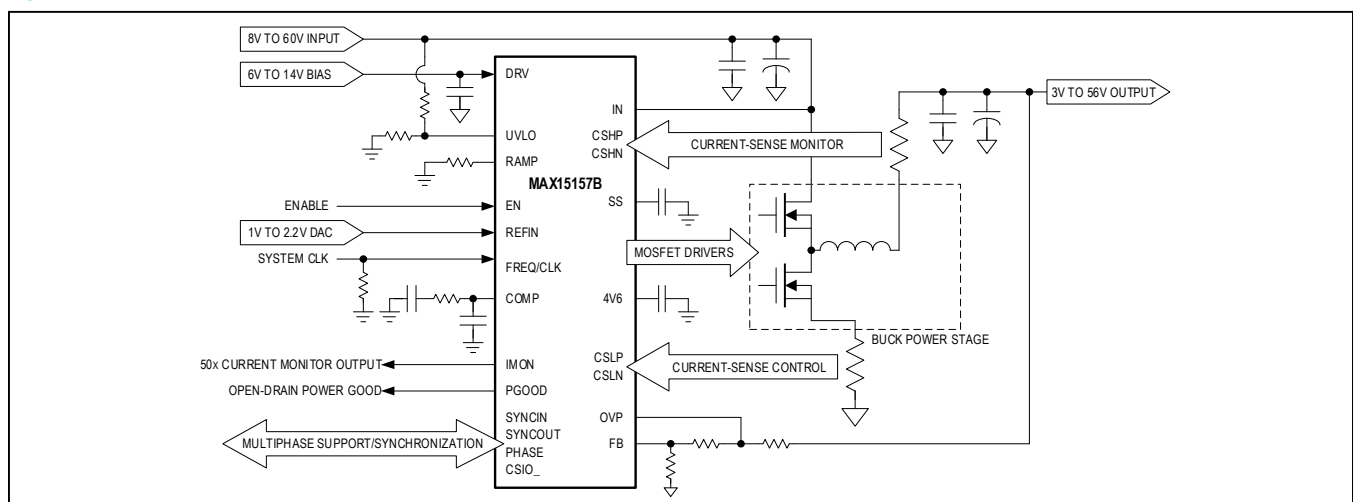 8V TO 60V INPUT
6V TO 14V BIAS
DRV
3V TO 56V OUTPUT
IN
UVLO
CSHP
CSHN
CURRENT-SENSE MONITOR
RAMP
MAX15157B
SS
ENABLE
EN
1V TO 2.2V DAC
REFIN
MOSFET DRIVERS
SYSTEM CLK
FREQ/CLK
COMP
4V6
BUCK POWER STAGE
50x CURRENT MONITOR OUTPUT
IMON
CSLP
CSLN
CURRENT-SENSE CONTROL
OPEN-DRAIN POWER GOOD
PGOOD
SYNCIN
OVP
MULTIPHASE SUPPORT/SYNCHRONIZATION
SYNCOUT
FB
PHASE
CSIO_